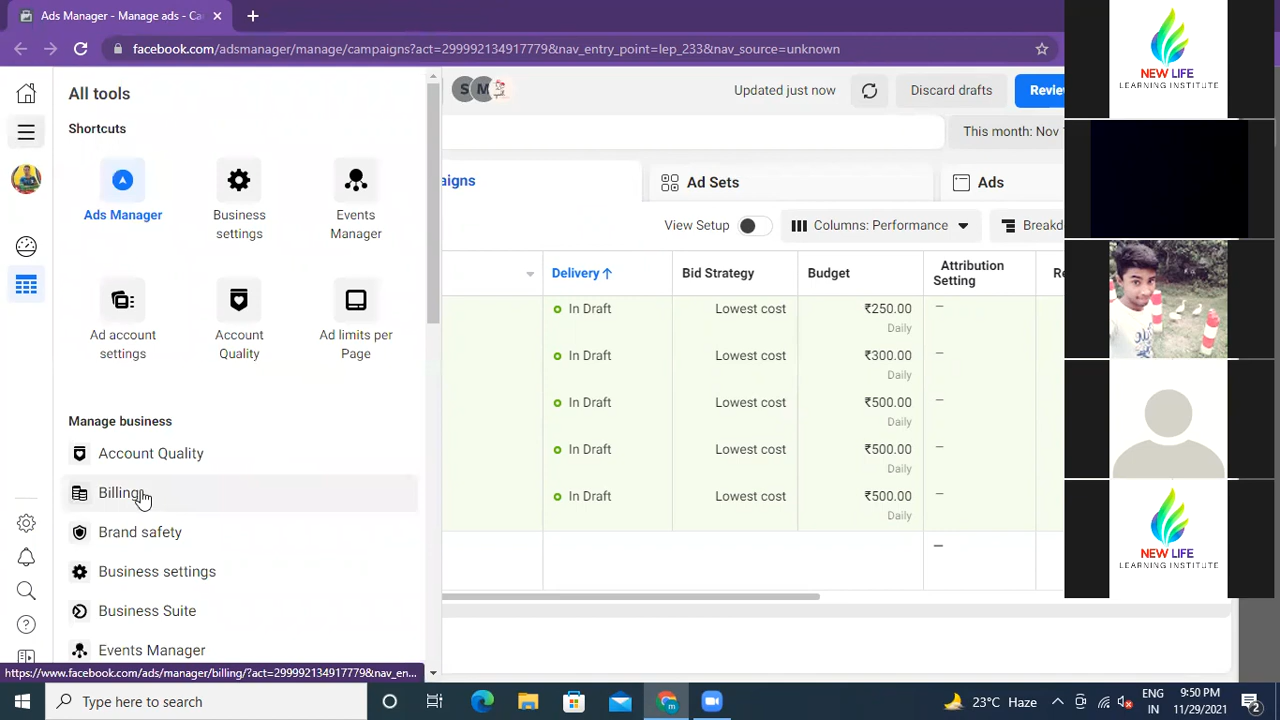 Ads Manager - Manage ads - Ca
facebook.com/adsmanager/manage/campaigns?act=299992134917779&nav_entry_point=lep_233&nav_source=unknown
All tools
Shortcuts
Ads Manager
Business settings
Events Manager
Ad account settings
Account Quality
Ad limits per Page
Manage business
Account Quality
Billing
Brand safety
Business settings
Business Suite
Events Manager
https://www.facebook.com/ads/manager/billing/?act=299992134917779&nav_en...
S M
Updated just now
Discard drafts
Revie
This month: Nov
aigns
Ad Sets
Ads
View Setup
Columns: Performance
Breakd
Delivery ↑
Bid Strategy
Budget
Attribution Setting
Re
In Draft Lowest cost ₹250.00 –
Daily
In Draft Lowest cost ₹300.00 –
Daily
In Draft Lowest cost ₹500.00 –
Daily
In Draft Lowest cost ₹500.00 –
Daily
In Draft Lowest cost ₹500.00 –
Daily
–
NEW LIFE
LEARNING INSTITUTE
NEW LIFE
LEARNING INSTITUTE
Type here to search
23°C Haze
ENG
IN
9:50 PM
11/29/2021
2